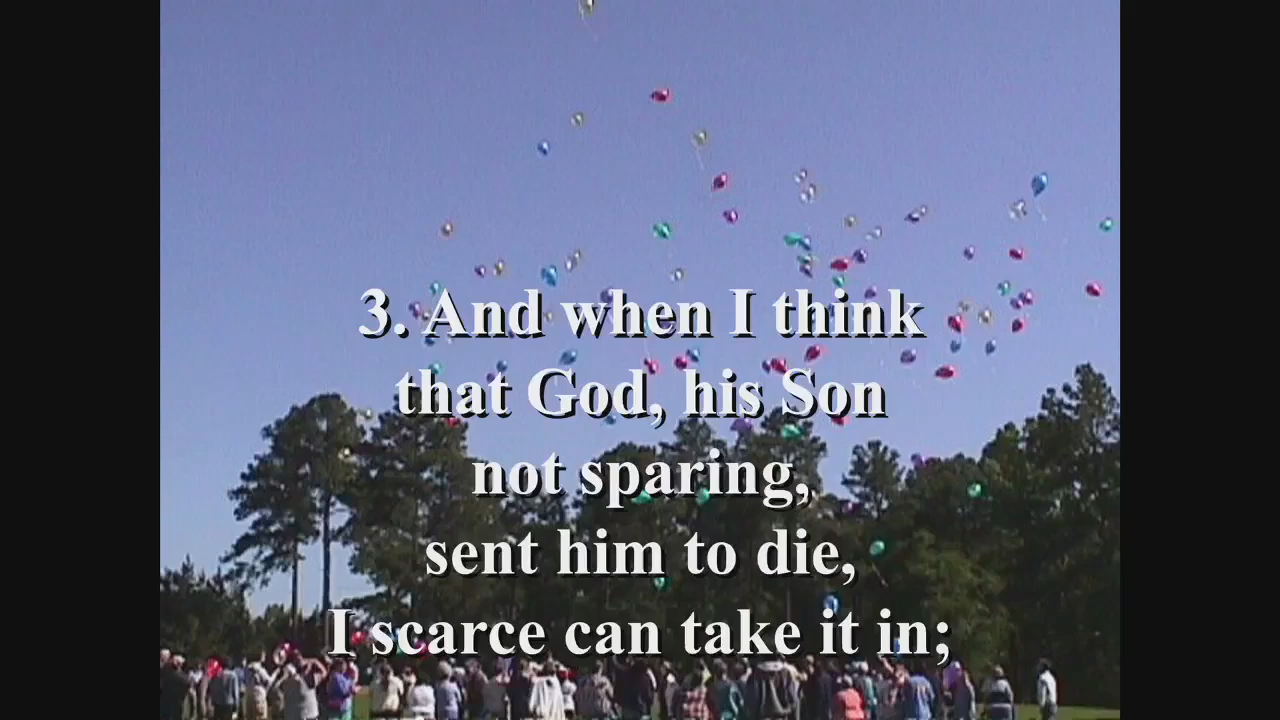 3. And when I think
that God, his Son
not sparing,
sent him to die,
I scarce can take it in;